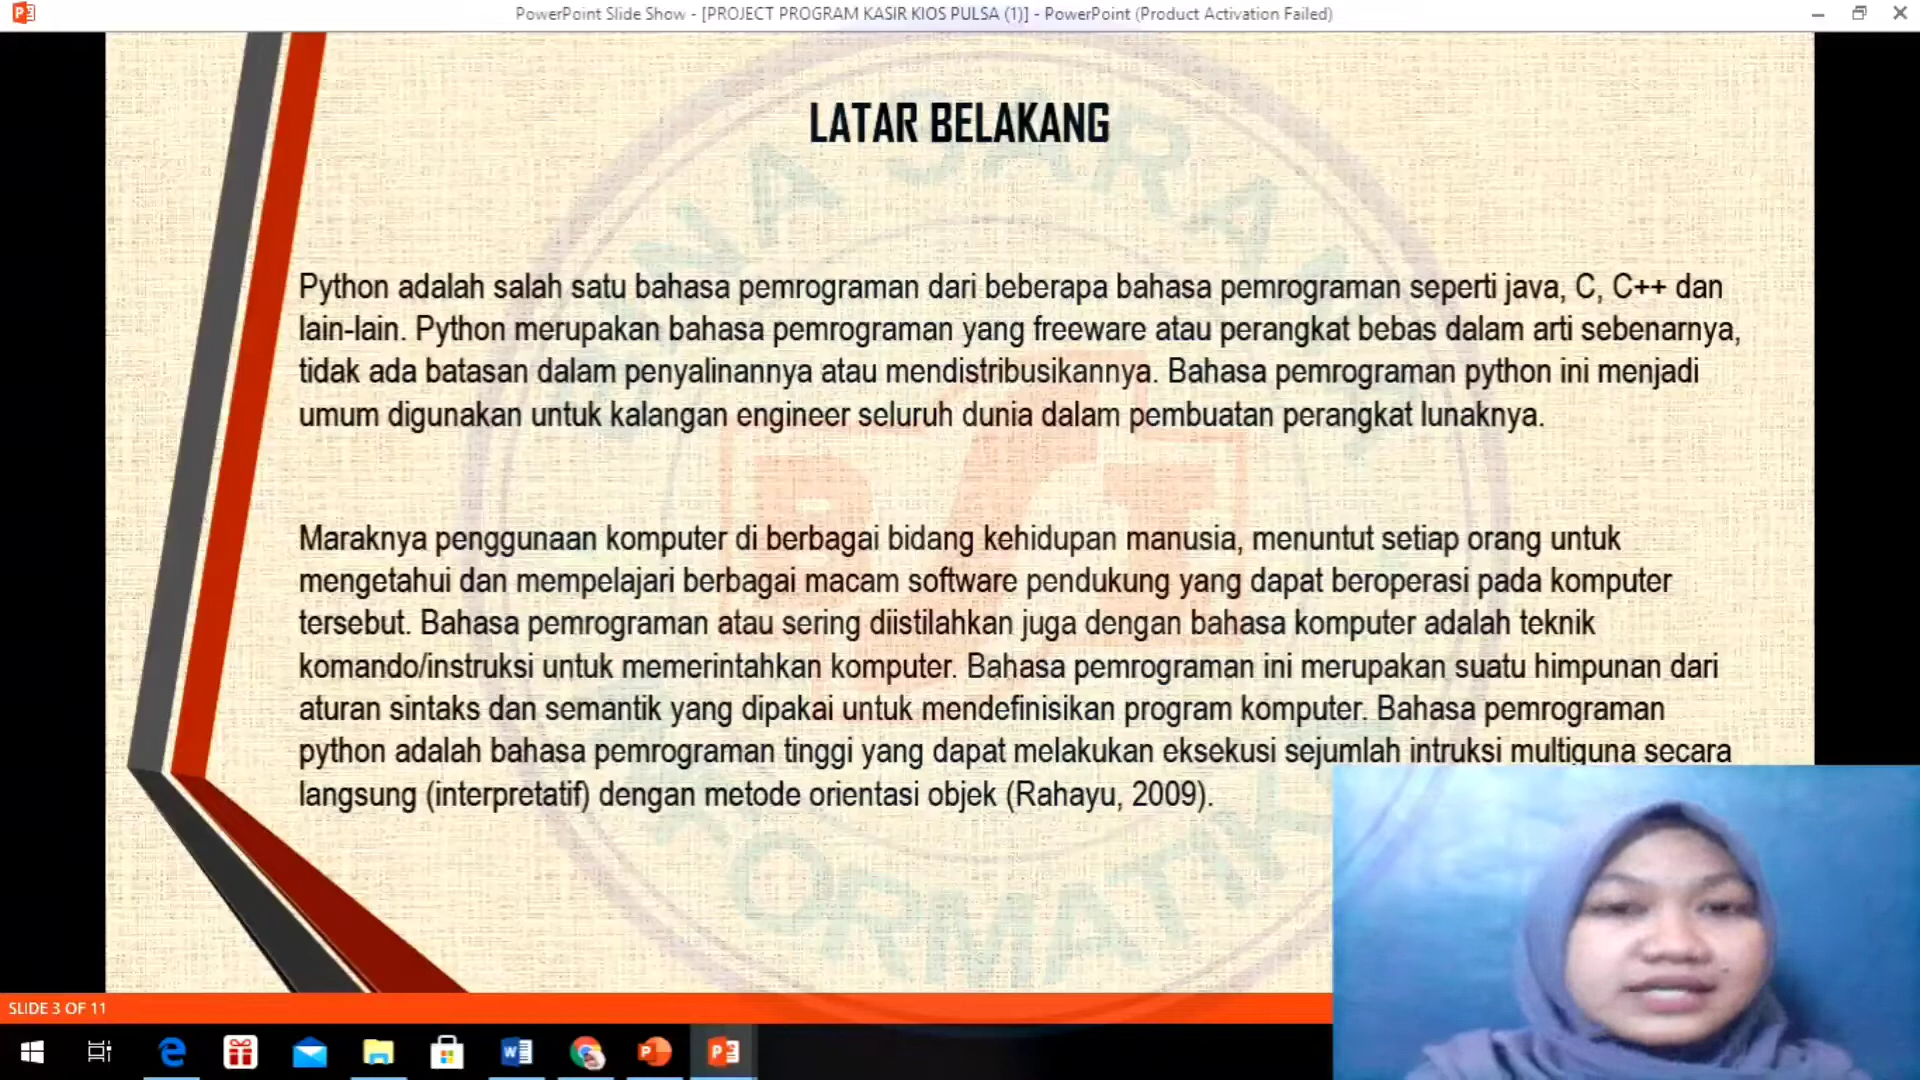 PowerPoint Slide Show - [PROJECT PROGRAM KASIR KIOS PULSA (1)] - PowerPoint (Product Activation Failed)
LATAR BELAKANG
Python adalah salah satu bahasa pemrograman dari beberapa bahasa pemrograman seperti java, C, C++ dan
lain-lain. Python merupakan bahasa pemrograman yang freeware atau perangkat bebas dalam arti sebenarnya,
tidak ada batasan dalam penyalinannya atau mendistribusikannya. Bahasa pemrograman python ini menjadi
umum digunakan untuk kalangan engineer seluruh dunia dalam pembuatan perangkat lunaknya.
Maraknya penggunaan komputer di berbagai bidang kehidupan manusia, menuntut setiap orang untuk
mengetahui dan mempelajari berbagai macam software pendukung yang dapat beroperasi pada komputer
tersebut. Bahasa pemrograman atau sering diistilahkan juga dengan bahasa komputer adalah teknik
komando/instruksi untuk memerintahkan komputer. Bahasa pemrograman ini merupakan suatu himpunan dari
aturan sintaks dan semantik yang dipakai untuk mendefinisikan program komputer. Bahasa pemrograman
python adalah bahasa pemrograman tinggi yang dapat melakukan eksekusi sejumlah intruksi multiguna secara
langsung (interpretatif) dengan metode orientasi objek (Rahayu, 2009).
SLIDE 3 OF 11